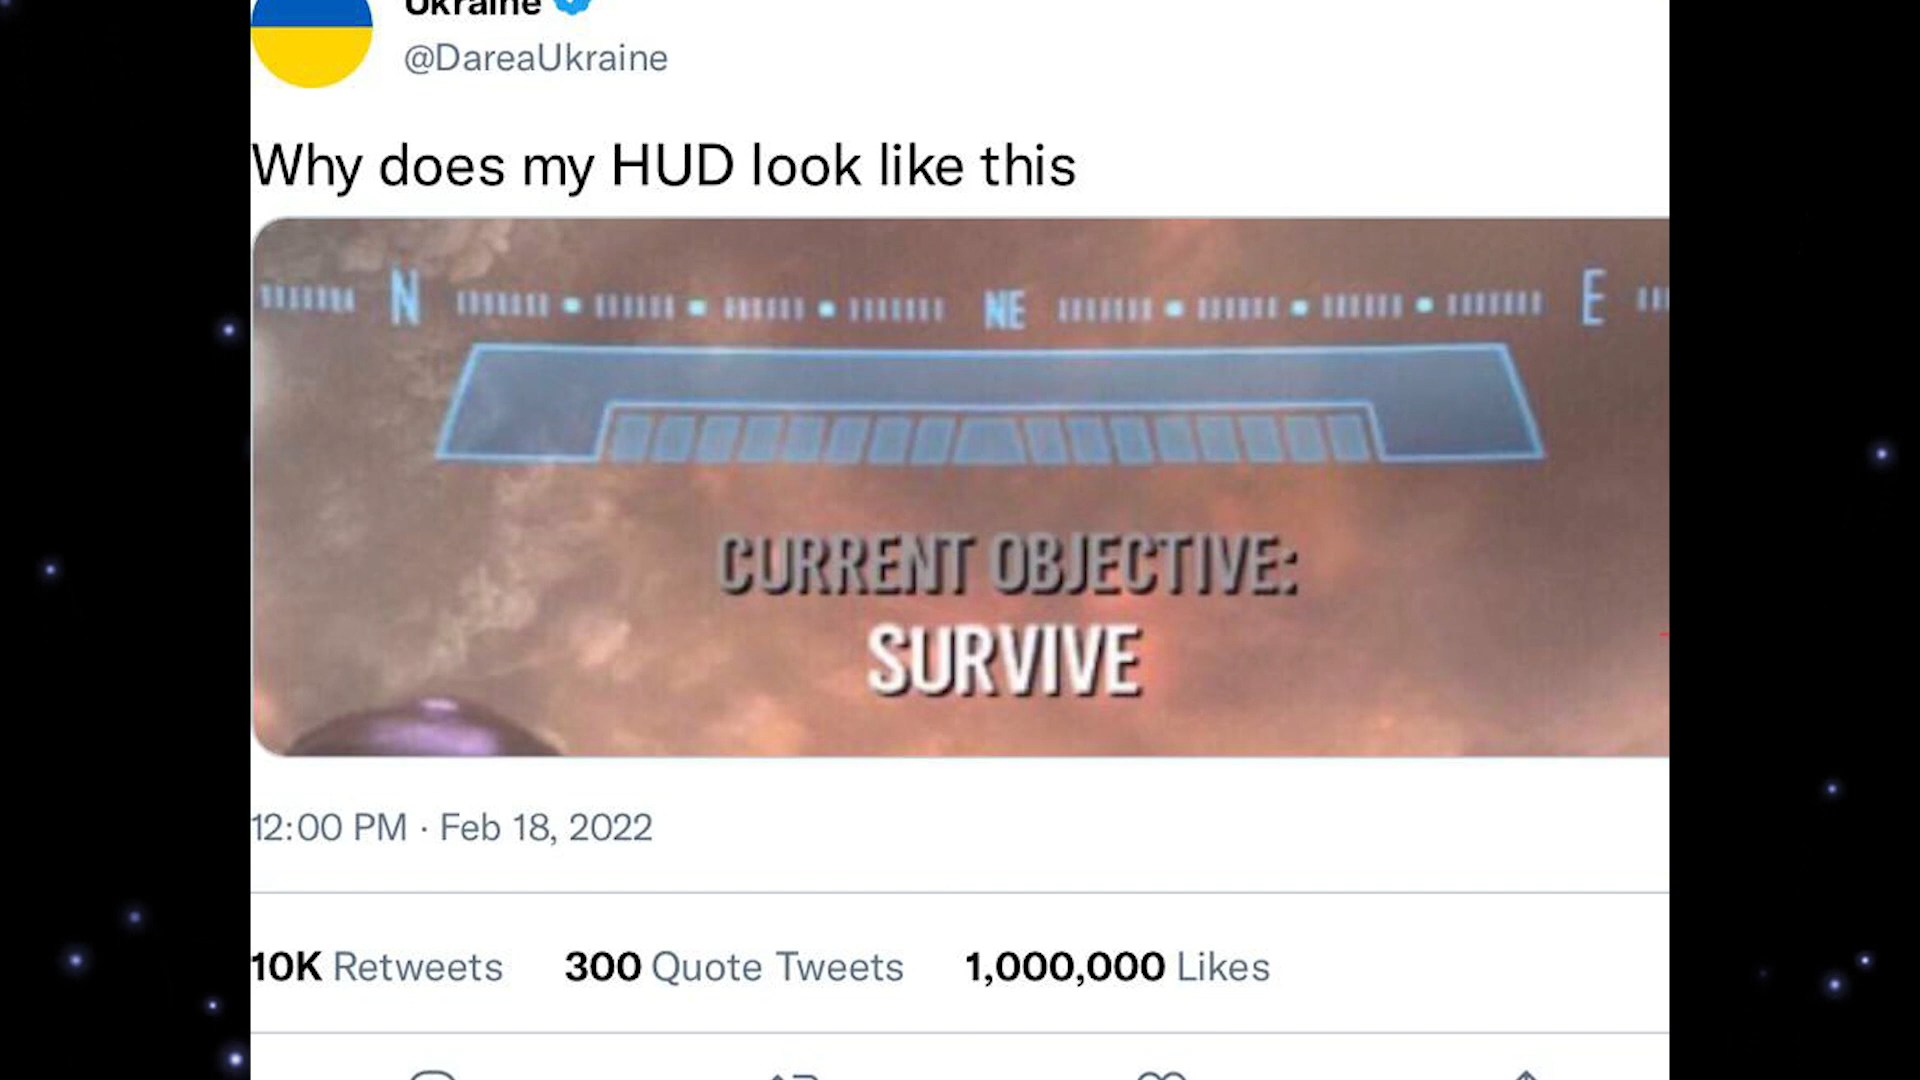 Ukraine
@DareaUkraine
Why does my HUD look like this
N NE E
CURRENT OBJECTIVE:
SURVIVE
12:00 PM · Feb 18, 2022
10K Retweets 300 Quote Tweets 1,000,000 Likes